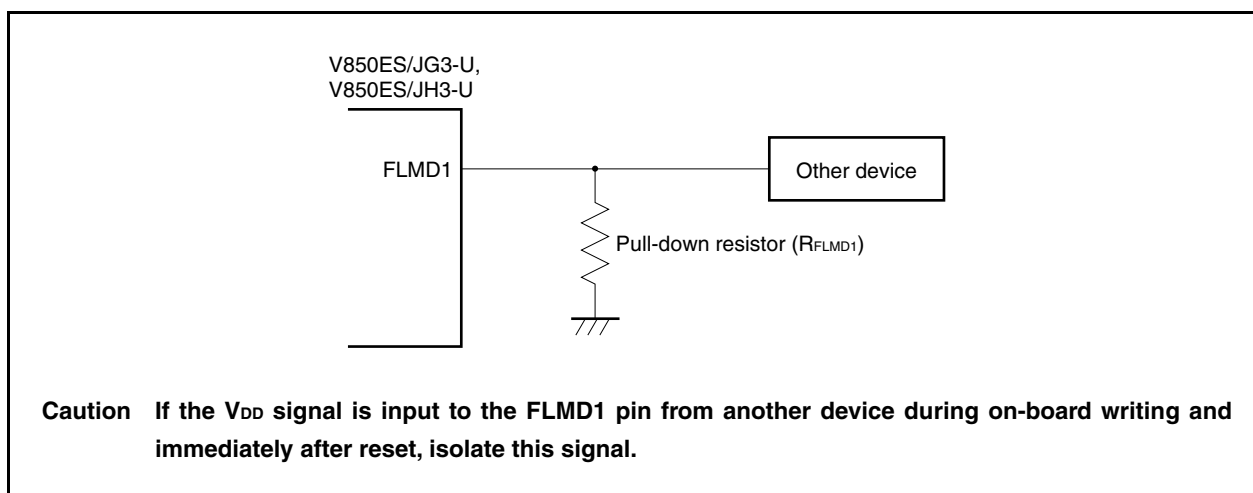 V850ES/JG3-U,
V850ES/JH3-U
FLMD1
Other device
Pull-down resistor (RFLMD1)
Caution If the VDD signal is input to the FLMD1 pin from another device during on-board writing and
immediately after reset, isolate this signal.